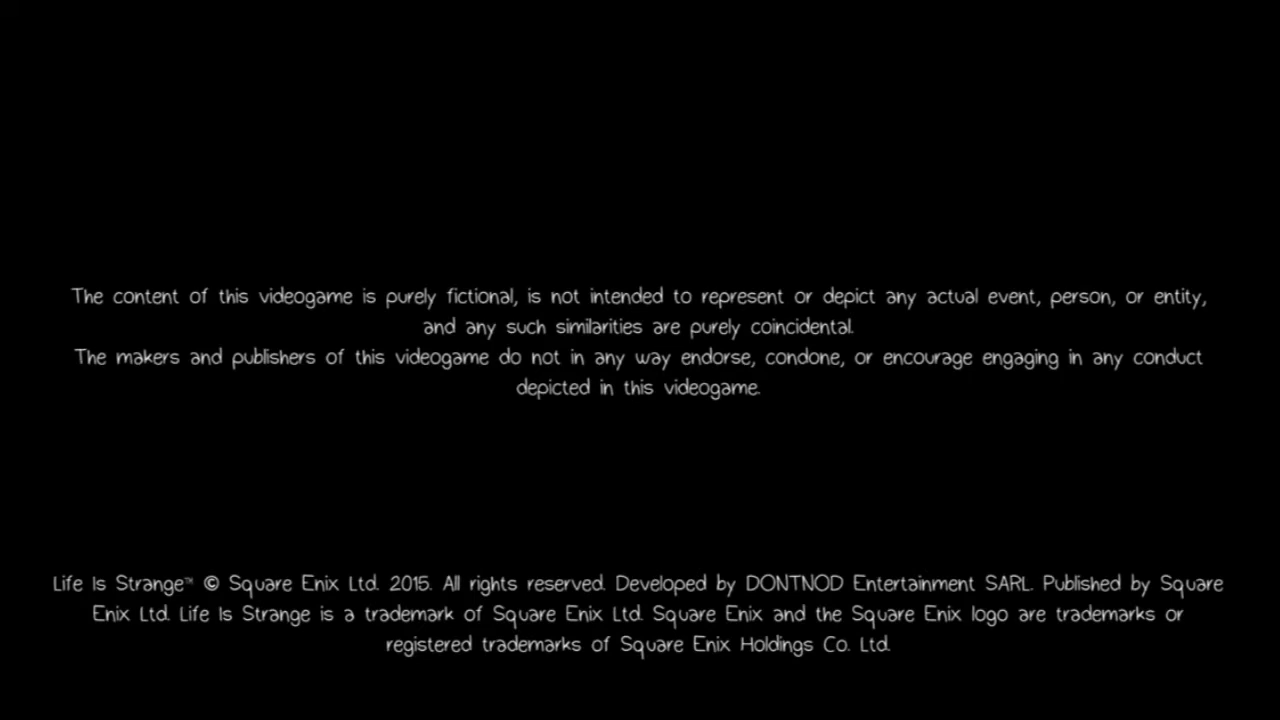 The content of this videogame is purely fictional, is not intended to represent or depict any actual event, person, or entity,
and any such similarities are purely coincidental.
The makers and publishers of this videogame do not in any way endorse, condone, or encourage engaging in any conduct
depicted in this videogame.
Life Is Strange™ © Square Enix Ltd. 2015. All rights reserved. Developed by DONTNOD Entertainment SARL. Published by Square
Enix Ltd. Life Is Strange is a trademark of Square Enix Ltd. Square Enix and the Square Enix logo are trademarks or
registered trademarks of Square Enix Holdings Co. Ltd.